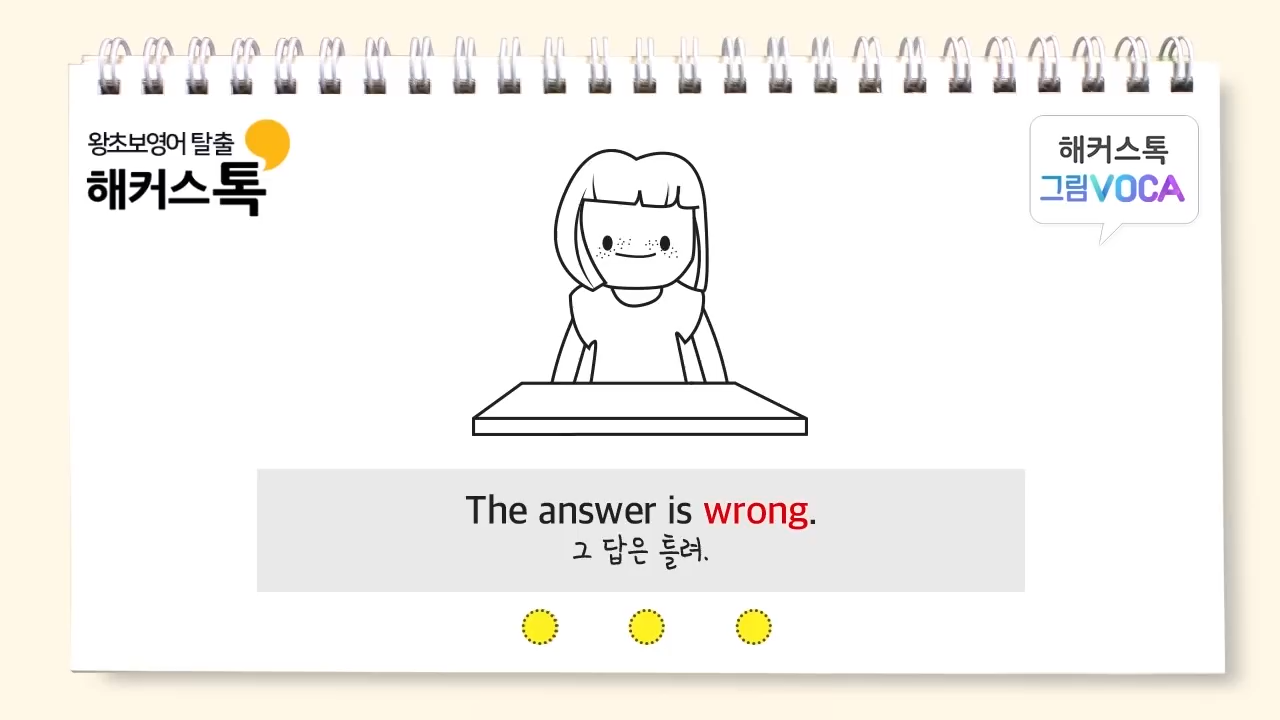 왕초보영어 탈출
해커스톡
해커스톡
그림VOCA
The answer is wrong.
그 답은 틀려.